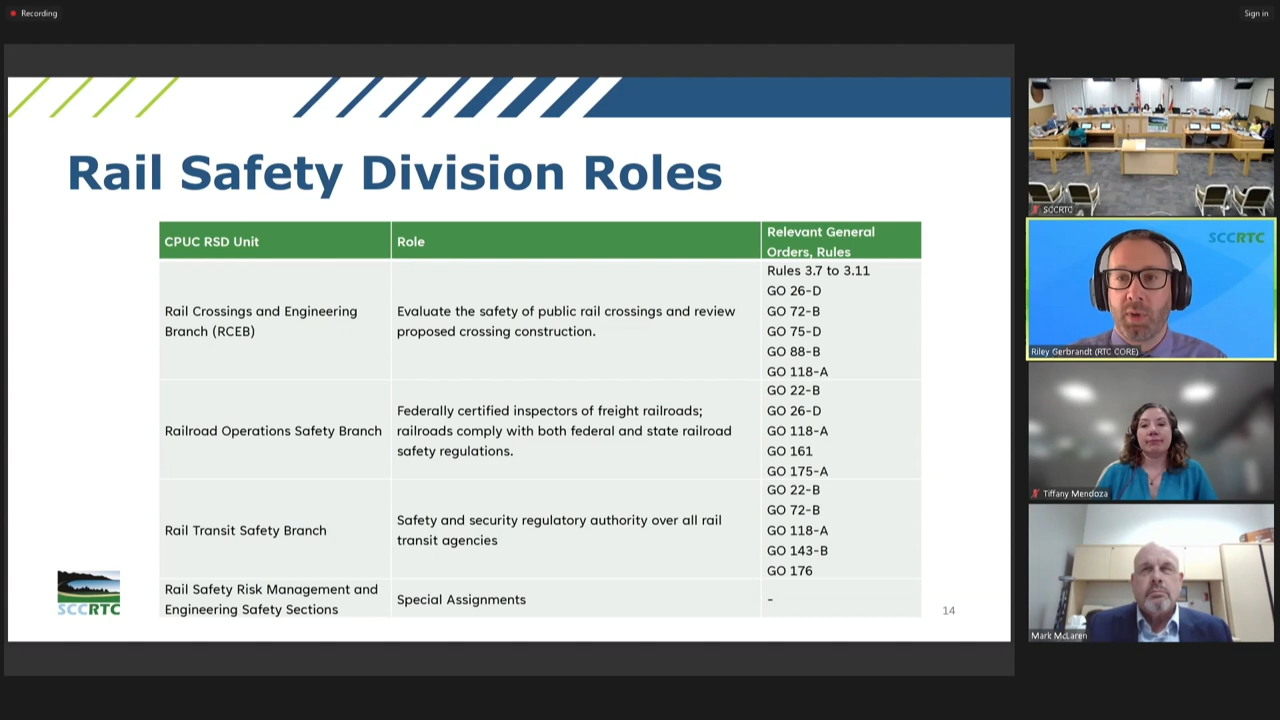 Recording
Sign in
Rail Safety Division Roles
CPUC RSD Unit
Role
Relevant General
Orders, Rules
Rail Crossings and Engineering
Branch (RCEB)
Evaluate the safety of public rail crossings and review
proposed crossing construction.
Rules 3.7 to 3.11
GO 26-D
GO 72-B
GO 75-D
GO 88-B
GO 118-A
Railroad Operations Safety Branch
Federally certified inspectors of freight railroads;
railroads comply with both federal and state railroad
safety regulations.
GO 22-B
GO 26-D
GO 118-A
GO 161
GO 175-A
Rail Transit Safety Branch
Safety and security regulatory authority over all rail
transit agencies
GO 22-B
GO 72-B
GO 118-A
GO 143-B
GO 176
Rail Safety Risk Management and
Engineering Safety Sections
Special Assignments
-
SCCRTC
14
SCCRTC
SCCRTC
Riley Gerbrandt (RTC CORE)
Tiffany Mendoza
Mark McLaren